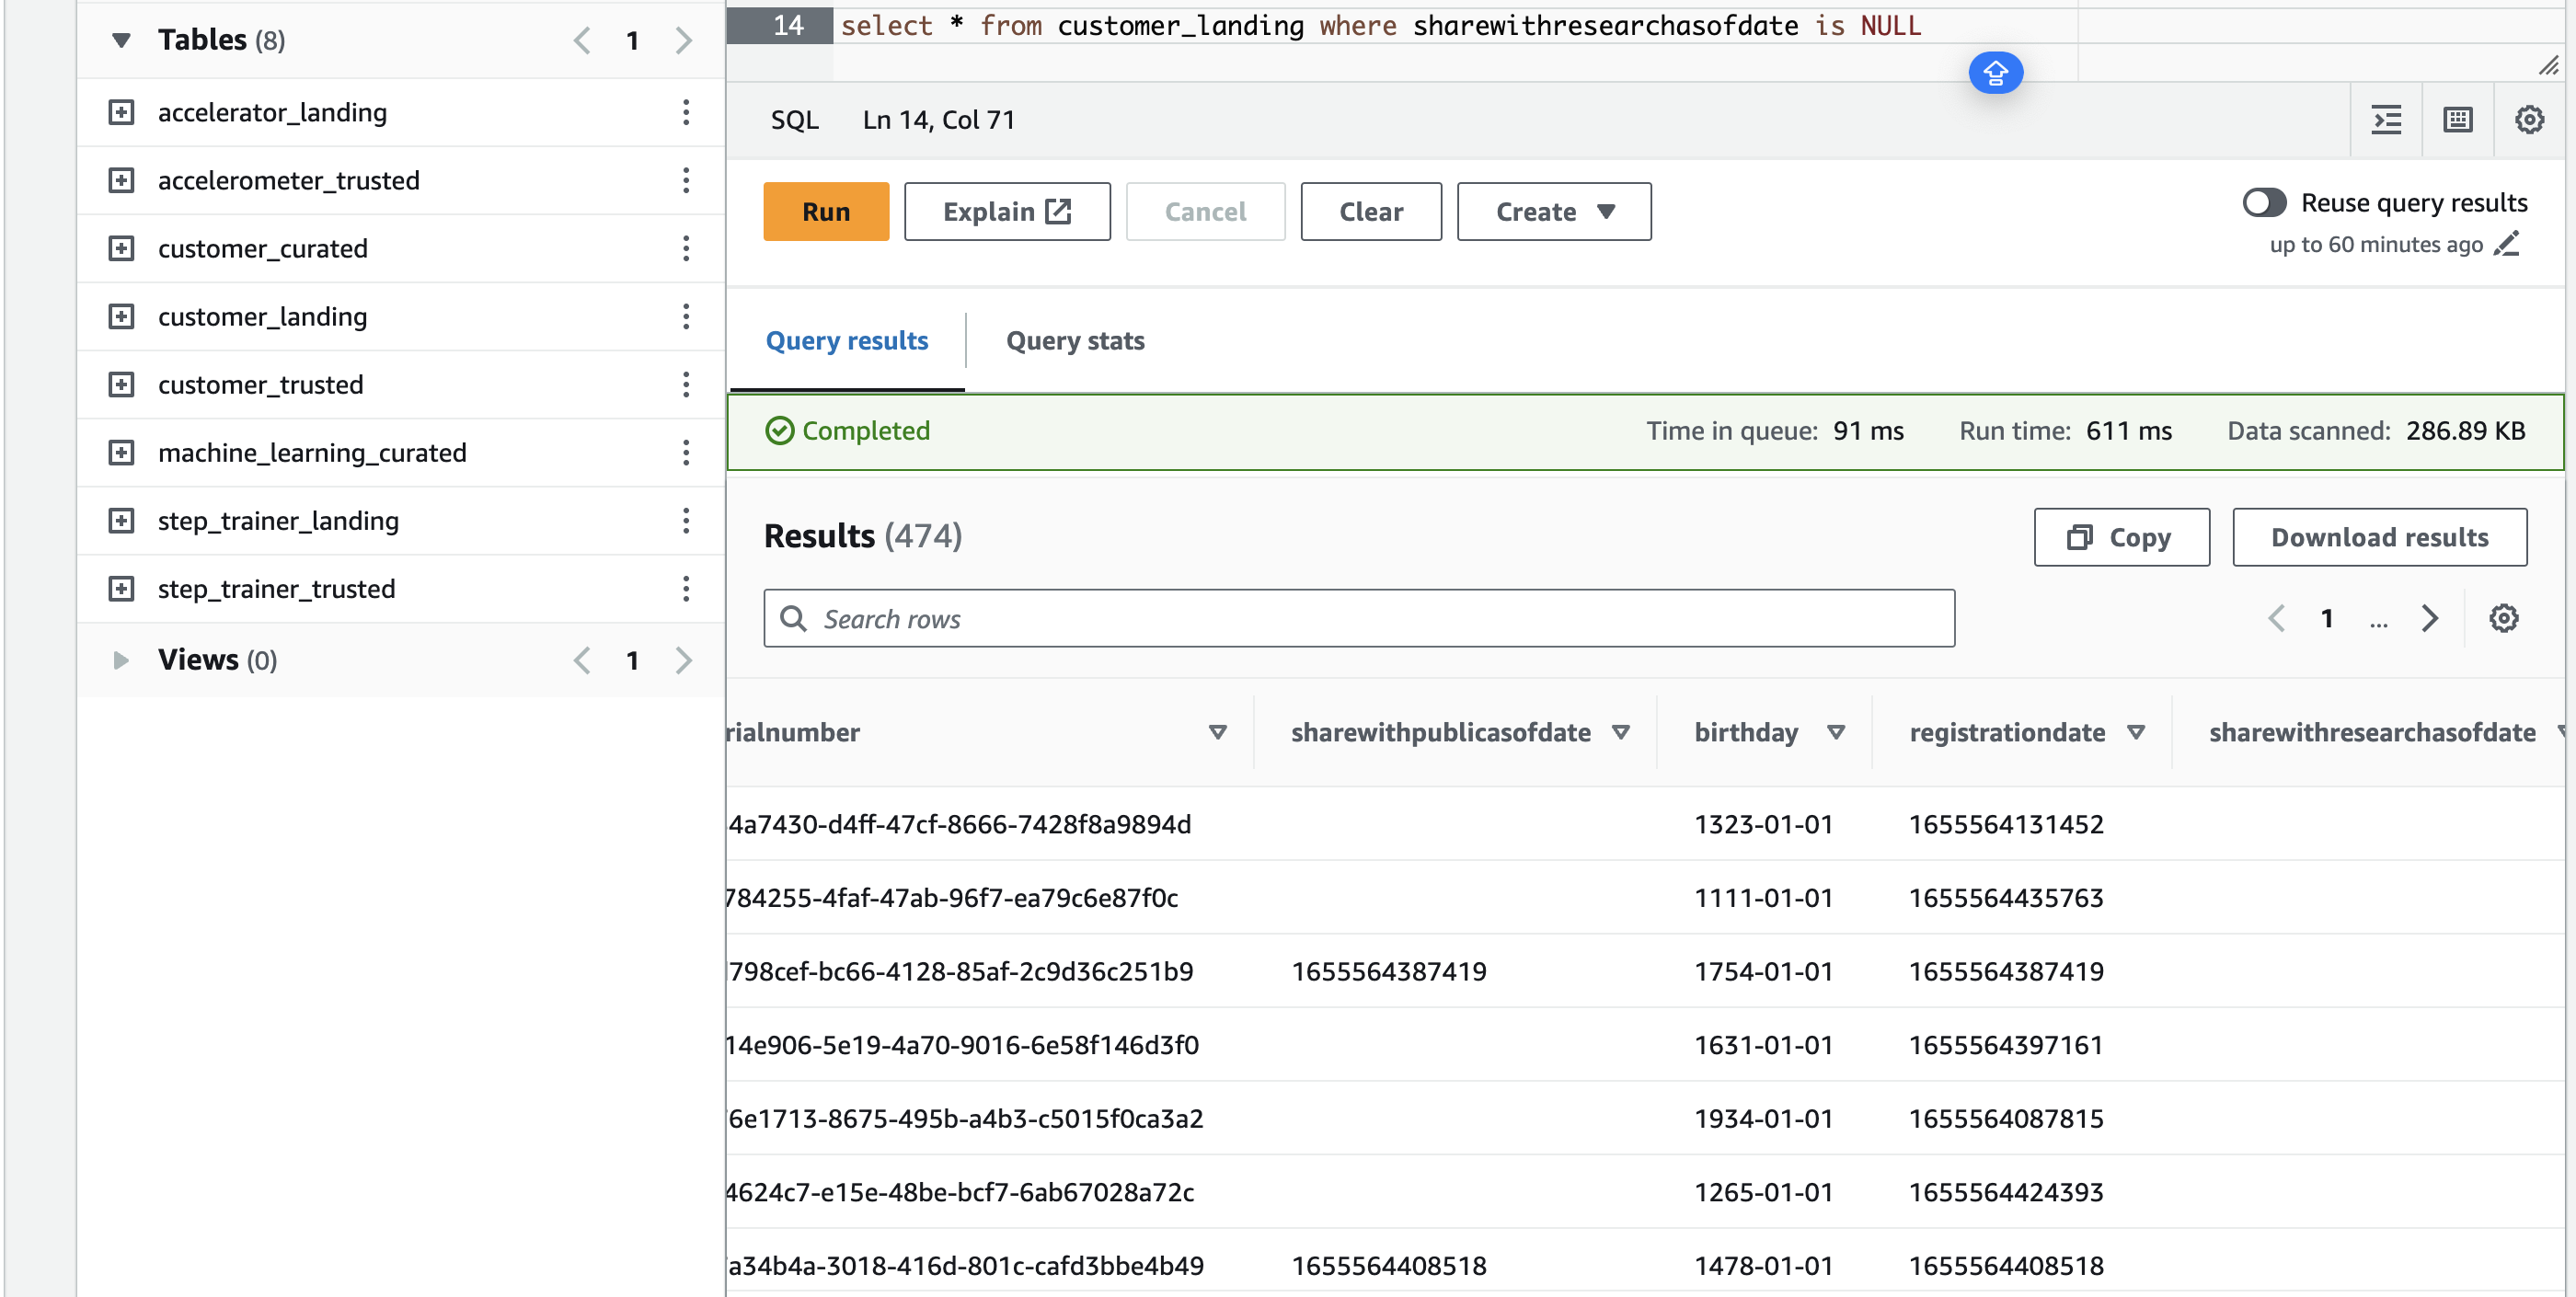 Tables (8) 1
accelerator_landing
accelerometer_trusted
customer_curated
customer_landing
customer_trusted
machine_learning_curated
step_trainer_landing
step_trainer_trusted
Views (0) 1
14 select * from customer_landing where sharewithresearchasofdate is NULL
SQL Ln 14, Col 71
Run Explain Cancel Clear Create Reuse query results
up to 60 minutes ago
Query results Query stats
Completed Time in queue: 91 ms Run time: 611 ms Data scanned: 286.89 KB
Results (474) Copy Download results
Search rows 1 ...
rialnumber sharewithpublicasofdate birthday registrationdate sharewithresearchasofdate
4a7430-d4ff-47cf-8666-7428f8a9894d 1323-01-01 1655564131452
784255-4faf-47ab-96f7-ea79c6e87f0c 1111-01-01 1655564435763
798cef-bc66-4128-85af-2c9d36c251b9 1655564387419 1754-01-01 1655564387419
14e906-5e19-4a70-9016-6e58f146d3f0 1631-01-01 1655564397161
6e1713-8675-495b-a4b3-c5015f0ca3a2 1934-01-01 1655564087815
4624c7-e15e-48be-bcf7-6ab67028a72c 1265-01-01 1655564424393
a34b4a-3018-416d-801c-cafd3bbe4b49 1655564408518 1478-01-01 1655564408518